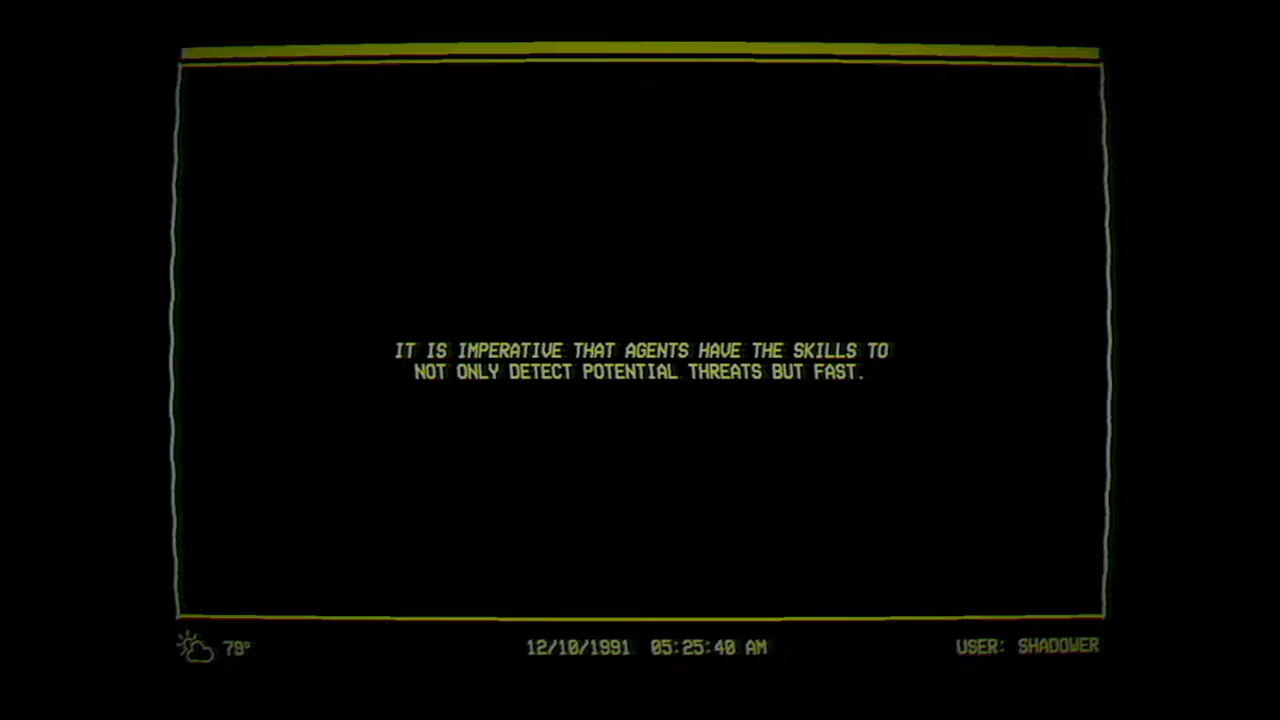 IT IS IMPERATIVE THAT AGENTS HAVE THE SKILLS TO
NOT ONLY DETECT POTENTIAL THREATS BUT FAST.
79° 12/10/1991 05:25:40 AM USER: SHADOWER